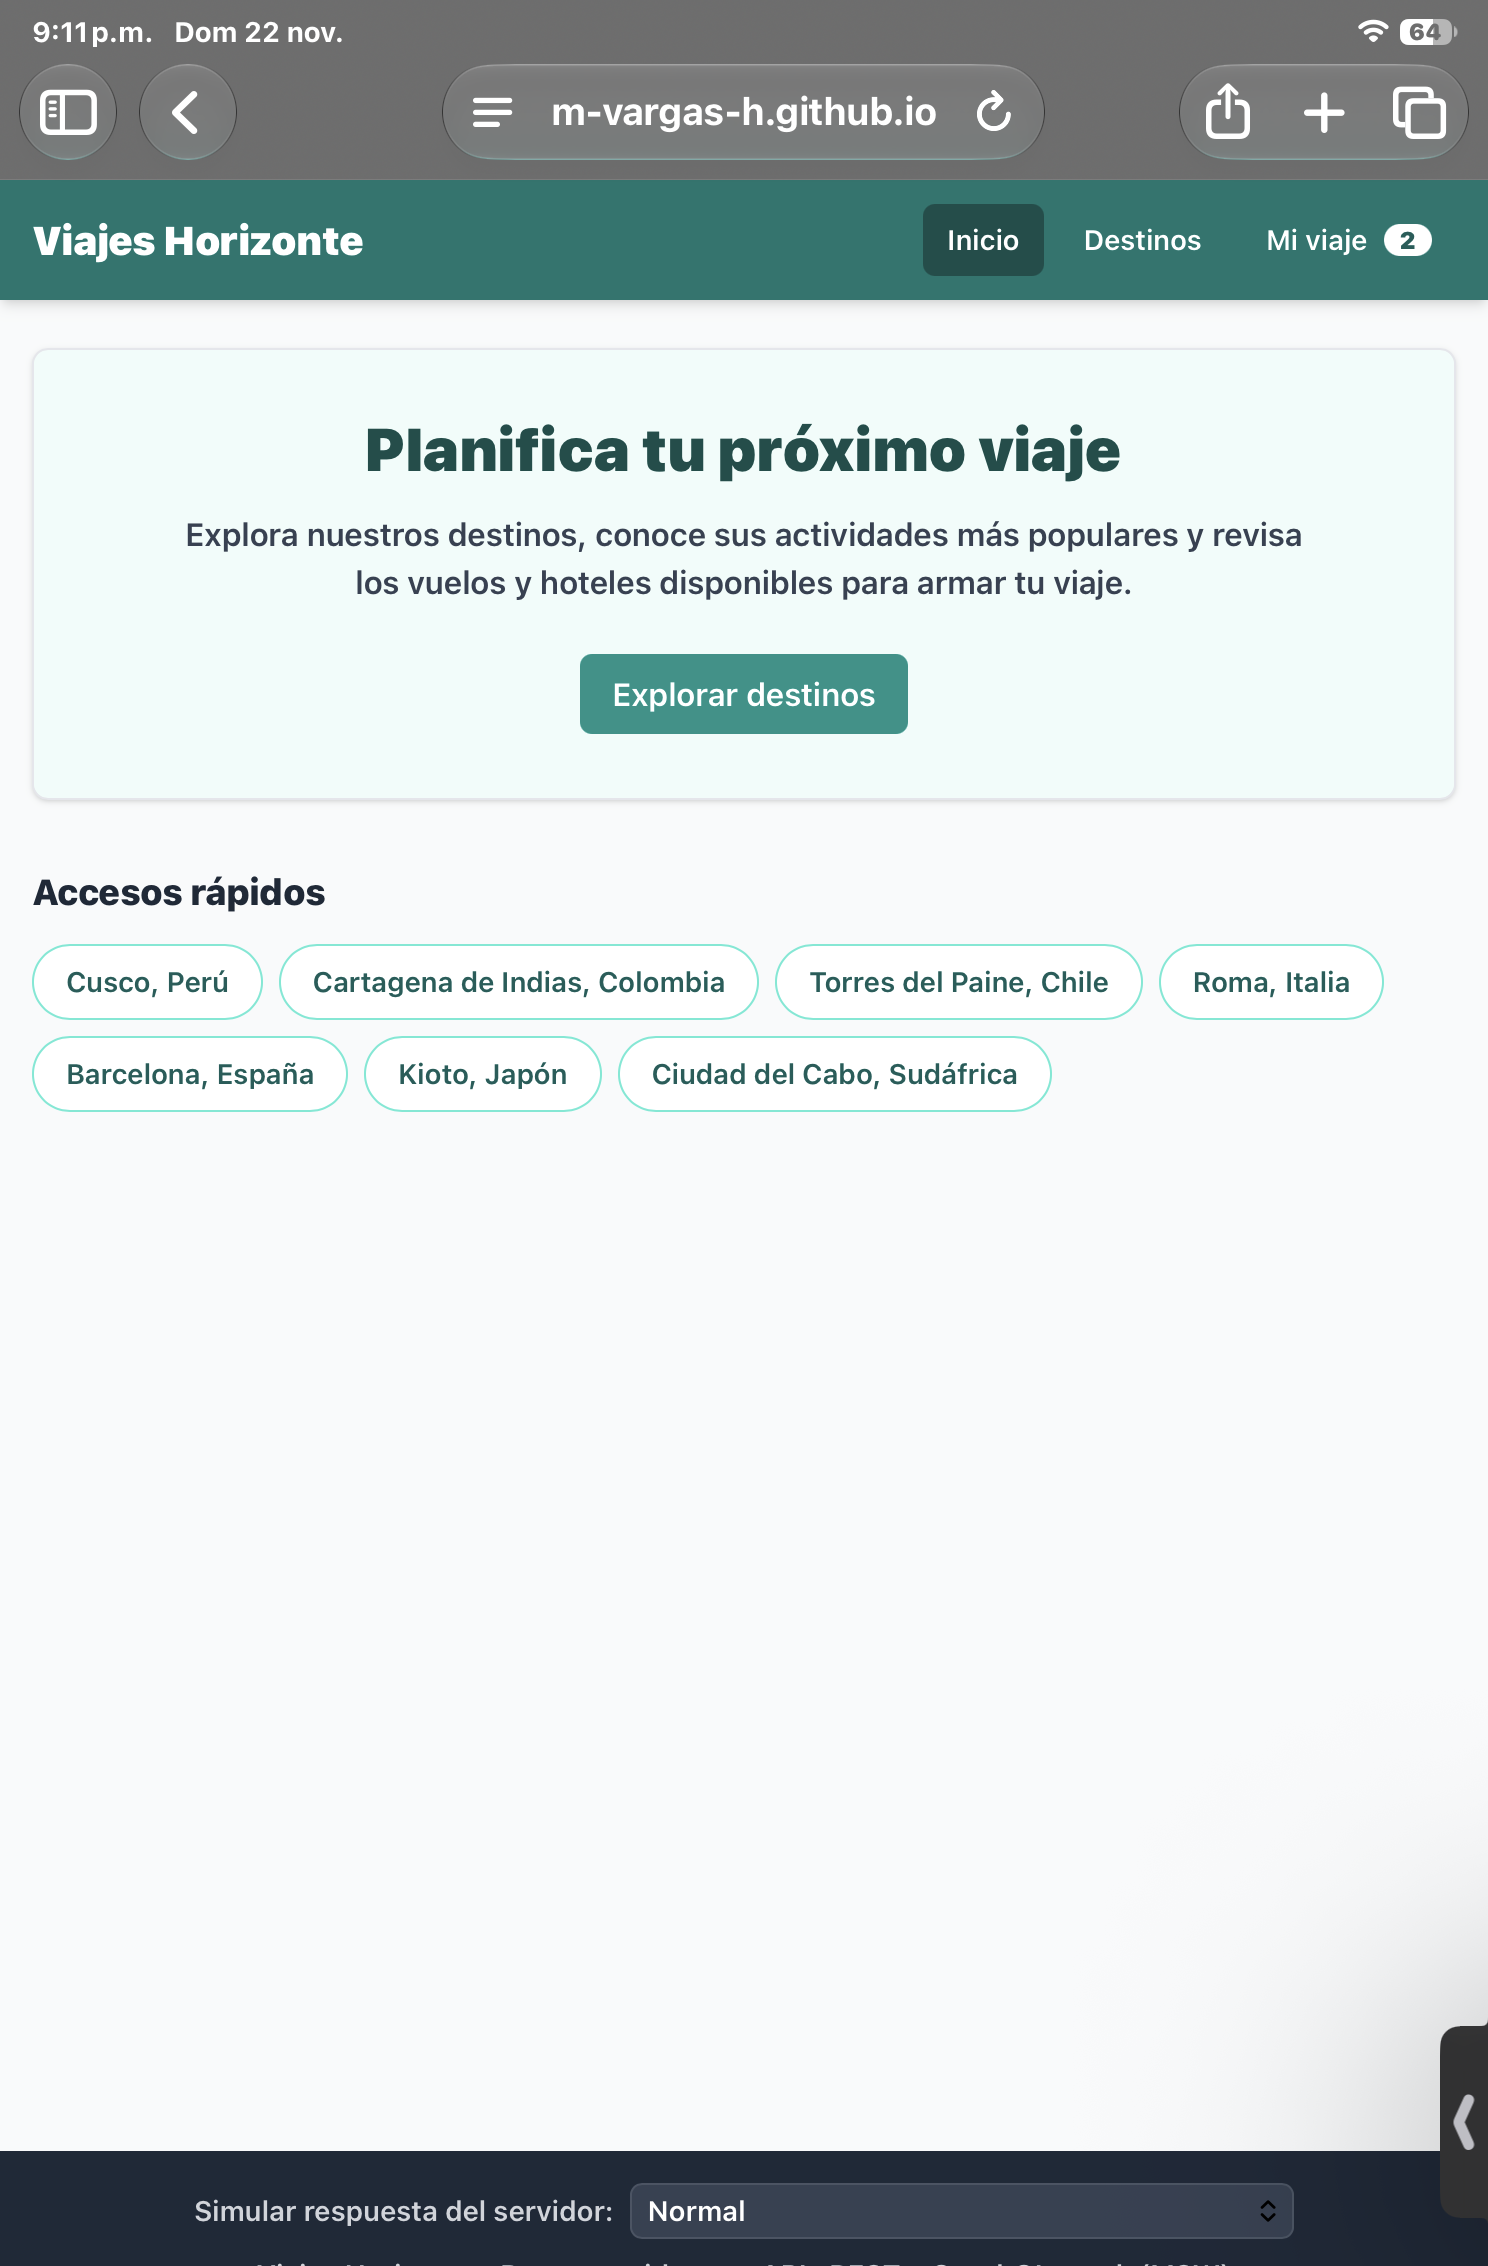 9:11 p.m. Dom 22 nov.
64
m-vargas-h.github.io
Viajes Horizonte
Inicio
Destinos
Mi viaje 2
Planifica tu próximo viaje
Explora nuestros destinos, conoce sus actividades más populares y revisa
los vuelos y hoteles disponibles para armar tu viaje.
Explorar destinos
Accesos rápidos
Cusco, Perú
Cartagena de Indias, Colombia
Torres del Paine, Chile
Roma, Italia
Barcelona, España
Kioto, Japón
Ciudad del Cabo, Sudáfrica
Simular respuesta del servidor: Normal